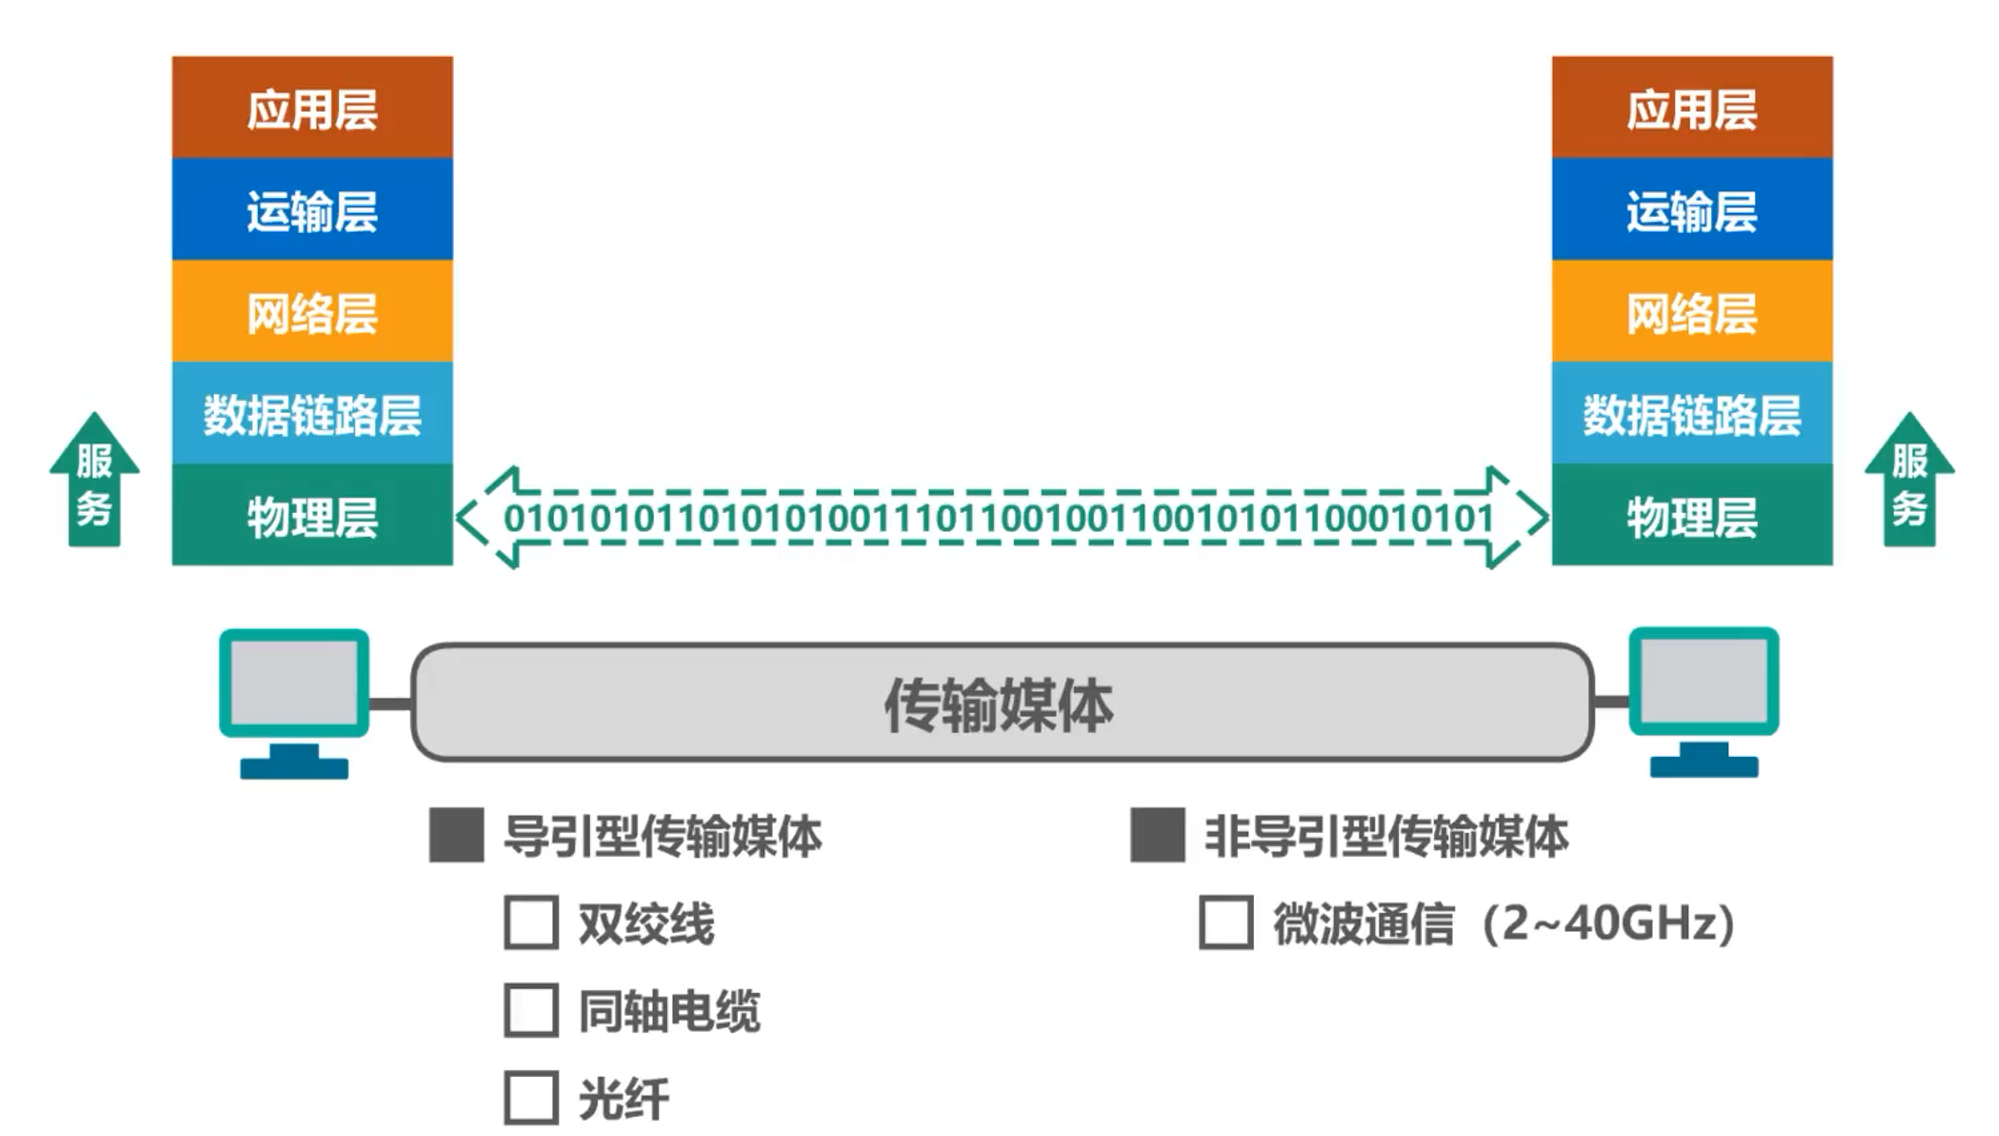 应用层
运输层
网络层
数据链路层
物理层
服务
010101011010101001110110010011001010110001010​1
应用层
运输层
网络层
数据链路层
物理层
服务
传输媒体
导引型传输媒体
双绞线
同轴电缆
光纤
非导引型传输媒体
微波通信（2~40GHz）